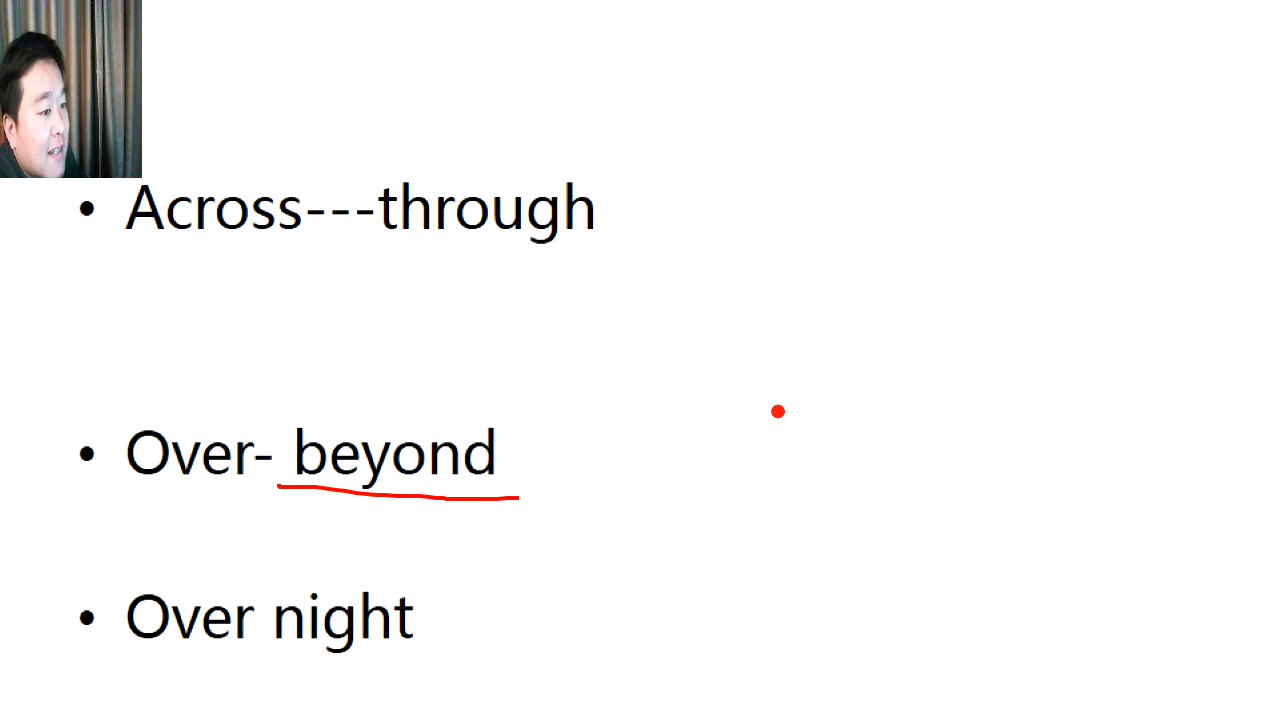 • Across---through
• Over- beyond
• Over night